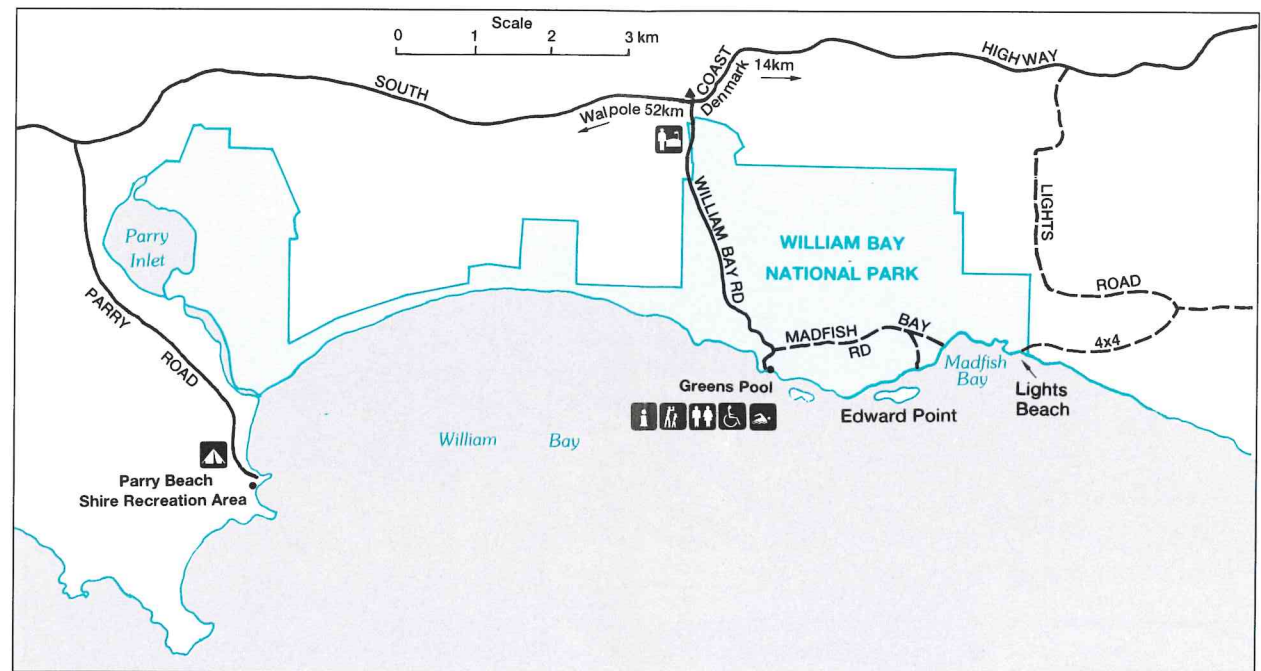 Scale
0 1 2 3 km
SOUTH
COAST
HIGHWAY
Denmark 14km
Walpole 52km
Parry
Inlet
PARRY
ROAD
WILLIAM BAY RD
WILLIAM BAY
NATIONAL PARK
LIGHTS
ROAD
4x4
MADFISH BAY
RD
Madfish
Bay
Greens Pool
Edward Point
Lights
Beach
William Bay
Parry Beach
Shire Recreation Area
i